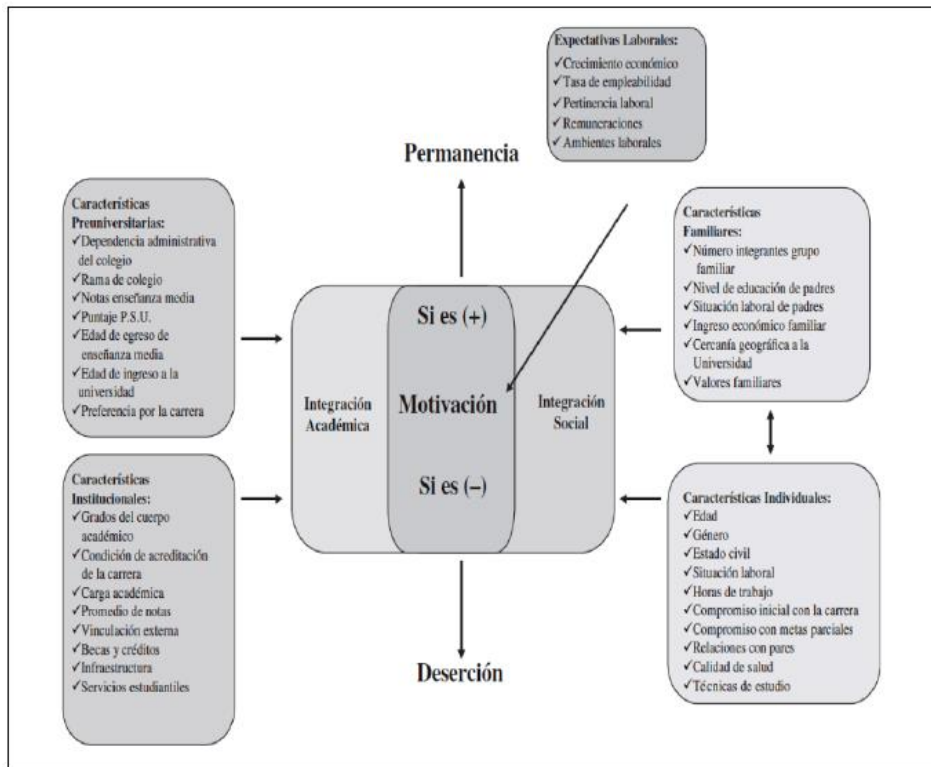 Expectativas Laborales:
✓Crecimiento económico
✓Tasa de empleabilidad
✓Pertinencia laboral
✓Remuneraciones
✓Ambientes laborales
Permanencia
Características
Preuniversitarias:
✓Dependencia administrativa
del colegio
✓Rama de colegio
✓Notas enseñanza media
✓Puntaje P.S.U.
✓Edad de egreso de
enseñanza media
✓Edad de ingreso a la
universidad
✓Preferencia por la carrera
Características
Institucionales:
✓Grados del cuerpo
académico
✓Condición de acreditación
de la carrera
✓Carga académica
✓Promedio de notas
✓Vinculación externa
✓Becas y créditos
✓Infraestructura
✓Servicios estudiantiles
Integración
Académica
Si es (+)
Motivación
Si es (–)
Integración
Social
Deserción
Características
Familiares:
✓Número integrantes grupo
familiar
✓Nivel de educación de padres
✓Situación laboral de padres
✓Ingreso económico familiar
✓Cercanía geográfica a la
Universidad
✓Valores familiares
Características Individuales:
✓Edad
✓Género
✓Estado civil
✓Situación laboral
✓Horas de trabajo
✓Compromiso inicial con la carrera
✓Compromiso con metas parciales
✓Relaciones con pares
✓Calidad de salud
✓Técnicas de estudio